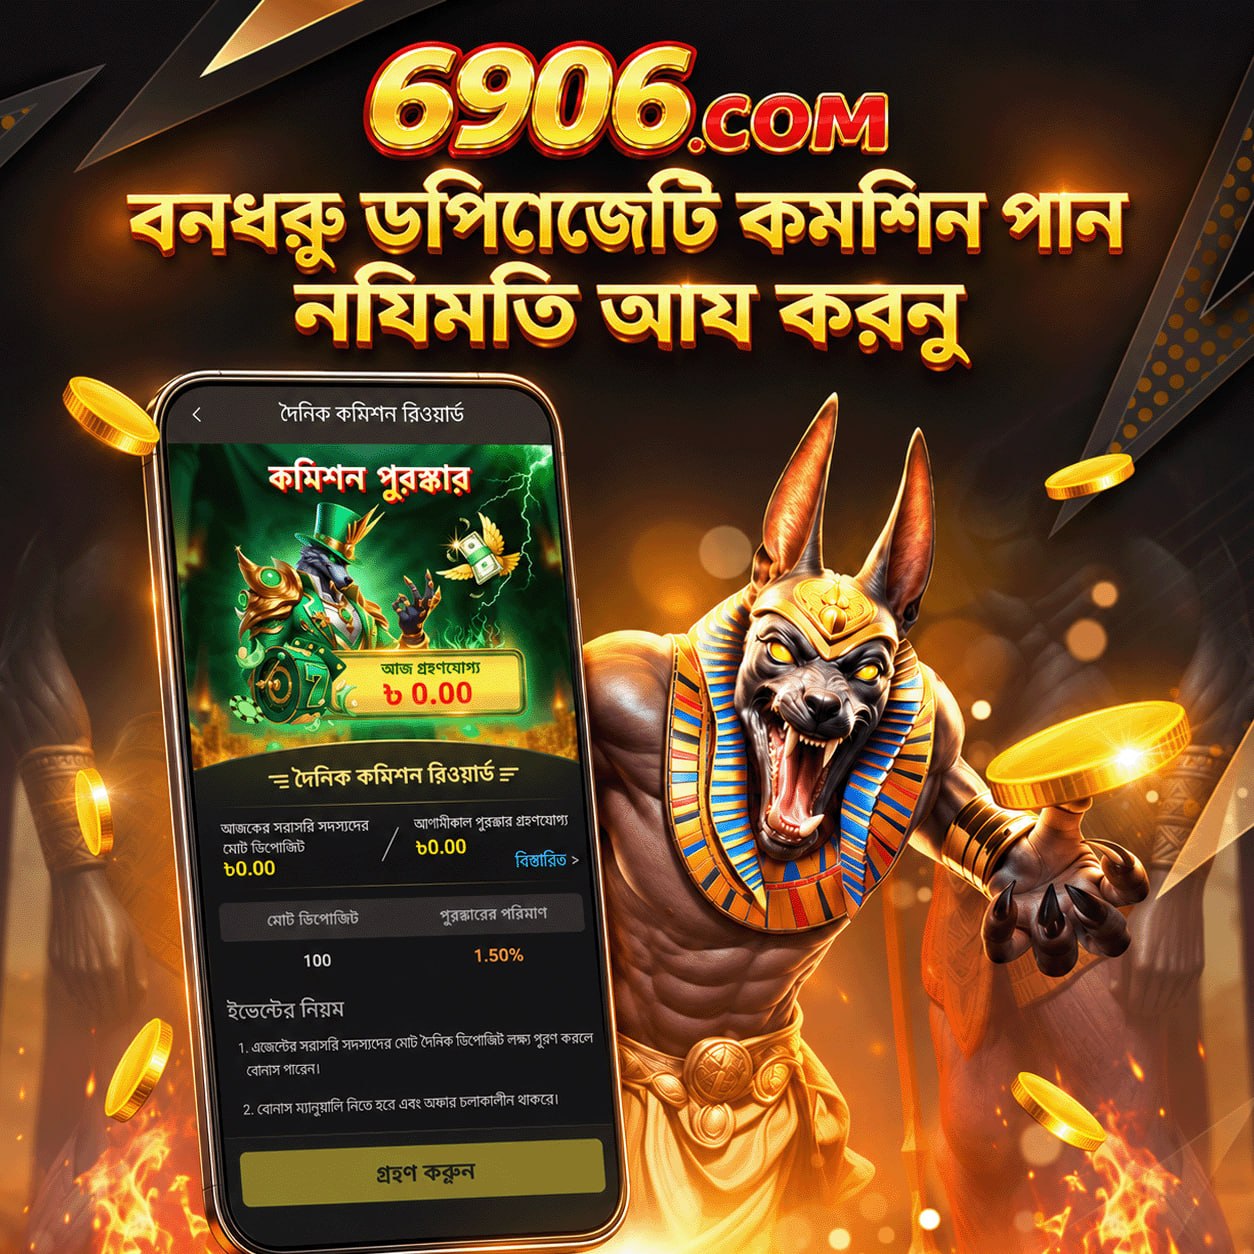 6906.COM
বনধরু ডপিণেজেটি কমশিন পান
নযিমতি আয করনু
দৈনিক কমিশন রিওয়ার্ড
কমিশন পুরস্কার
আজ গ্রহণযোগ্য
৳ 0.00
দৈনিক কমিশন রিওয়ার্ড
আজকের সরাসরি সদস্যদের
মোট ডিপোজিট
৳0.00
আগামীকাল পুরস্কার গ্রহণযোগ্য
৳0.00
বিস্তারিত >
মোট ডিপোজিট পুরস্কারের পরিমাণ
100 1.50%
ইভেন্টের নিয়ম
1. এজেন্টের সরাসরি সদস্যদের মোট দৈনিক ডিপোজিট লক্ষ্য পূরণ করলে
বোনাস পাবেন।
2. বোনাস ম্যানুয়ালি নিতে হবে এবং অফার চলাকালীন থাকবে।
গ্রহণ করুন